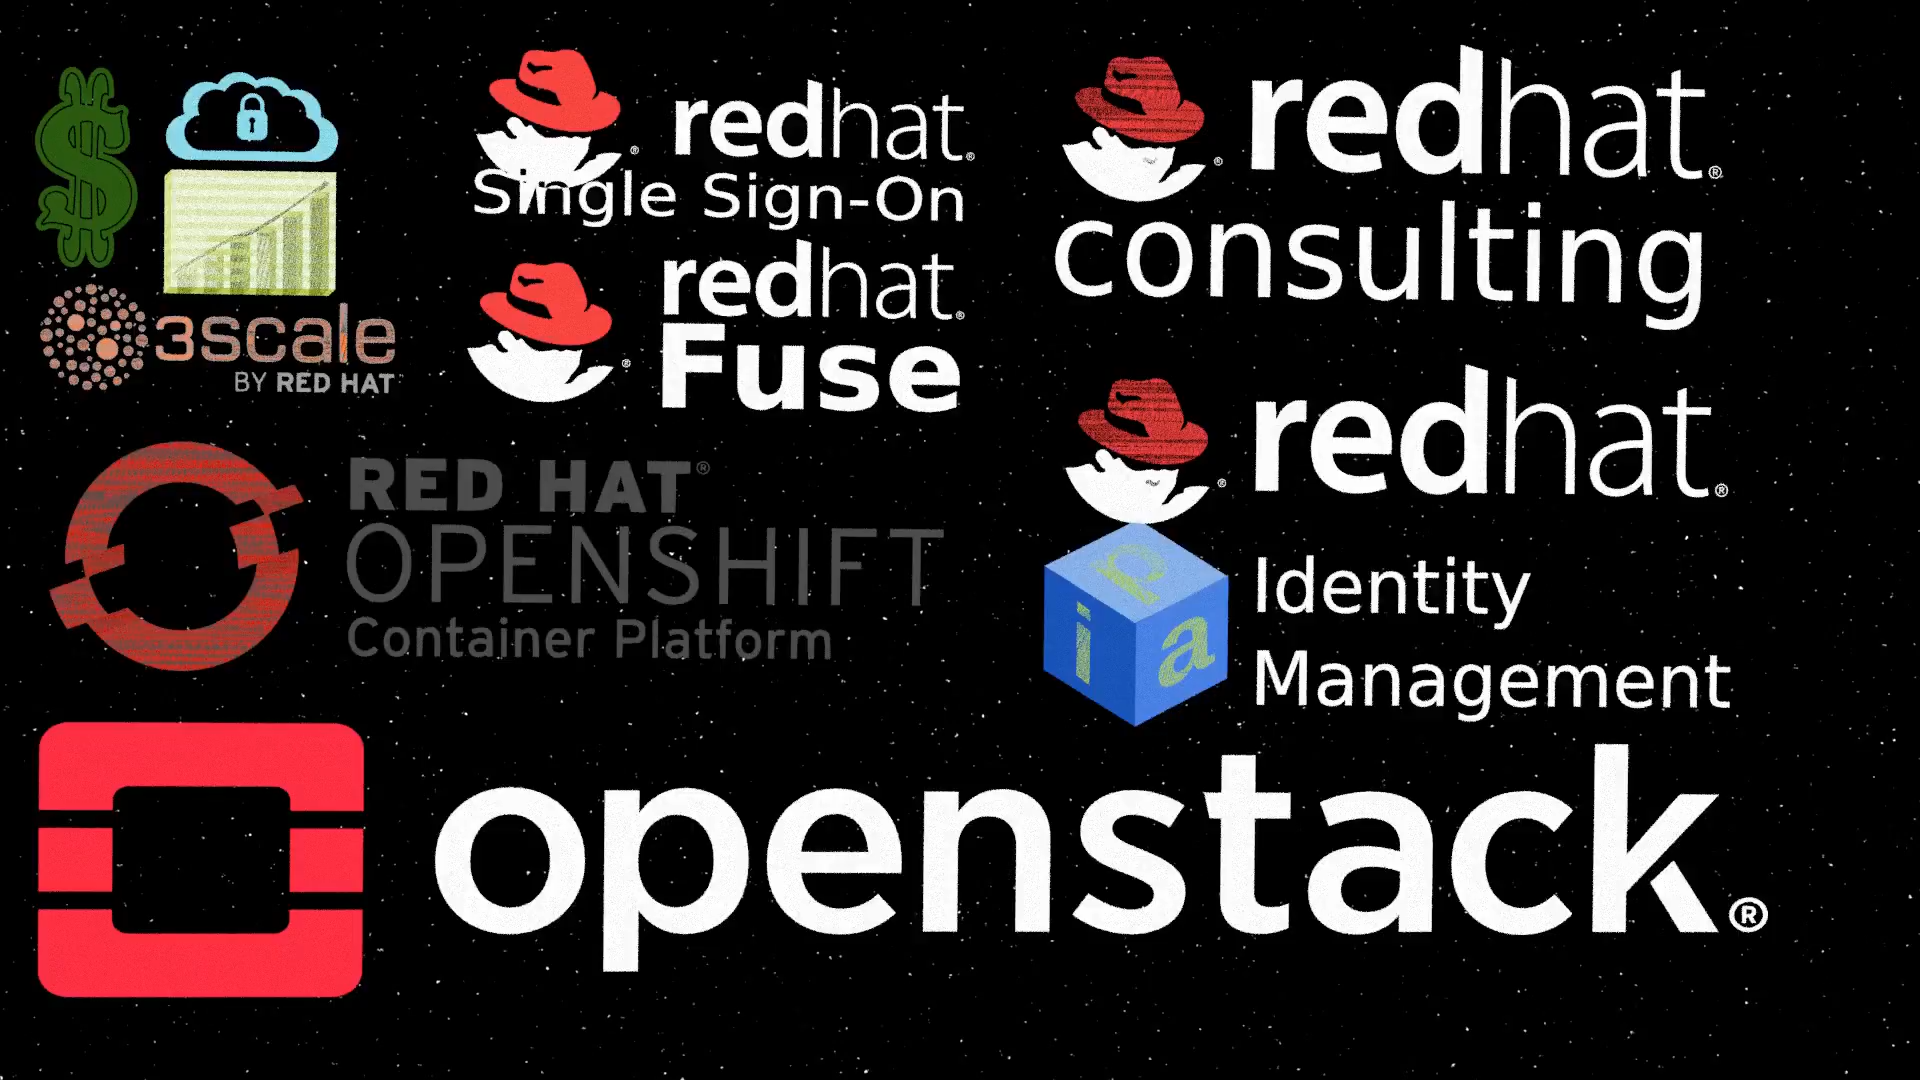 redhat®
Single Sign-On
redhat®
Fuse
3scale
BY RED HAT
redhat®
consulting
RED HAT®
OPENSHIFT
Container Platform
redhat®
ipa
Identity
Management
openstack®